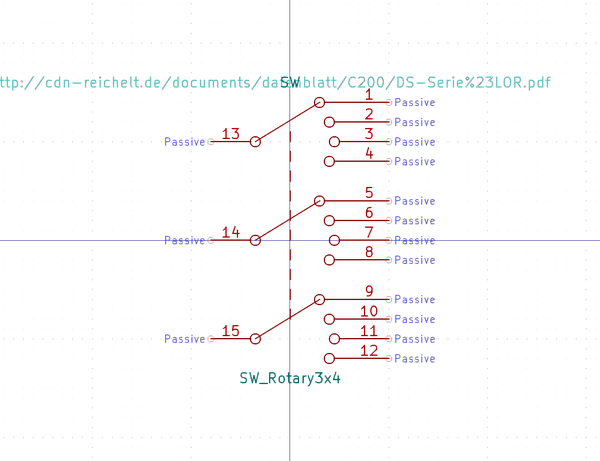 ttp://cdn-reichelt.de/documents/datenblatt/C200/DS-Serie%23LOR.pdf
SW
1 Passive
2 Passive
Passive 13 3 Passive
4 Passive
5 Passive
6 Passive
Passive 14 7 Passive
8 Passive
9 Passive
10 Passive
Passive 15 11 Passive
12 Passive
SW_Rotary3x4